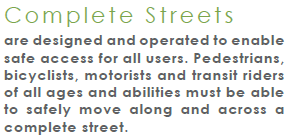 Complete Streets
are designed and operated to enable
safe access for all users. Pedestrians,
bicyclists, motorists and transit riders
of all ages and abilities must be able
to safely move along and across a
complete street.